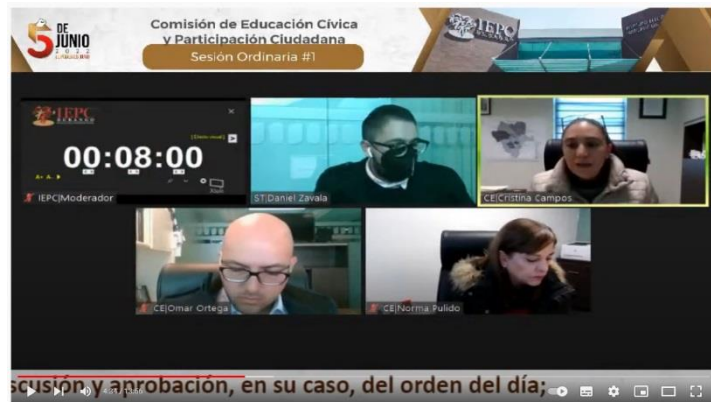 5 DE JUNIO
2022
Comisión de Educación Cívica
y Participación Ciudadana
Sesión Ordinaria #1
IEPC
IEPC
DURANGO
00:08:00
A+ A-
IEPC|Moderador
ST|Daniel Zavala
CE|Cristina Campos
CE|Omar Ortega
CE|Norma Pulido
scusión y aprobación, en su caso, del orden del día;